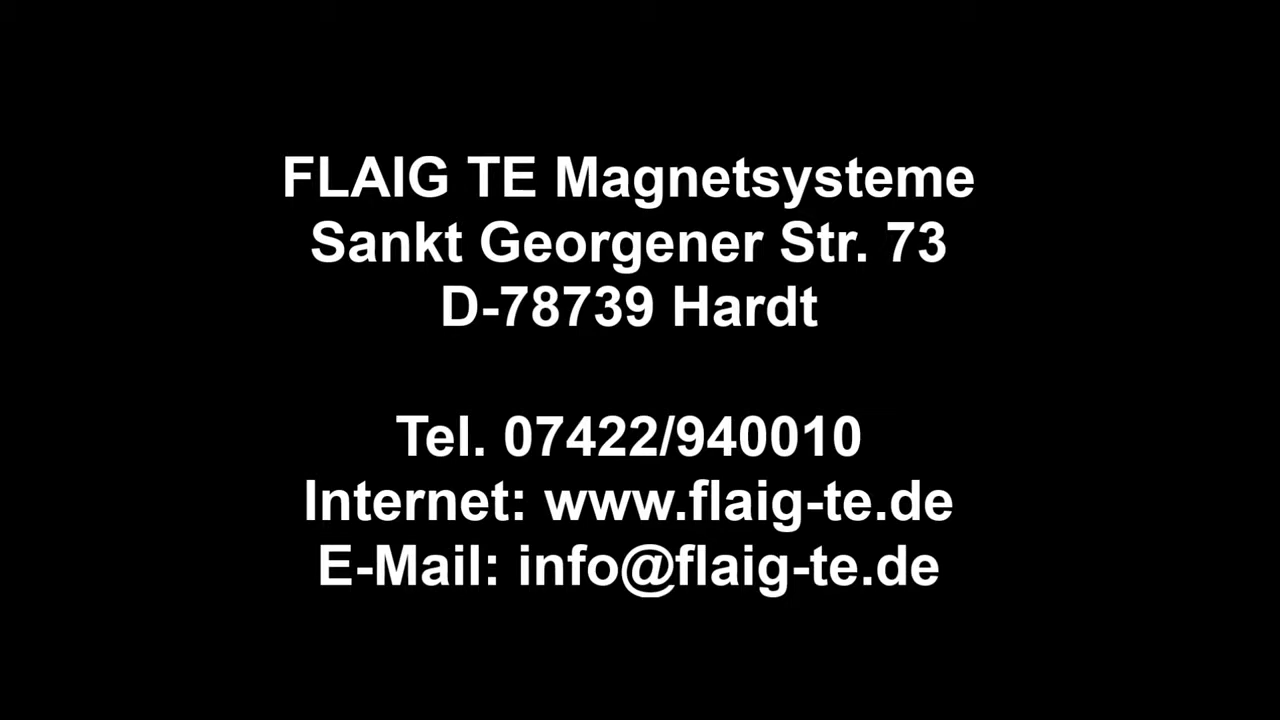 FLAIG TE Magnetsysteme
Sankt Georgener Str. 73
D-78739 Hardt
Tel. 07422/940010
Internet: www.flaig-te.de
E-Mail: info@flaig-te.de